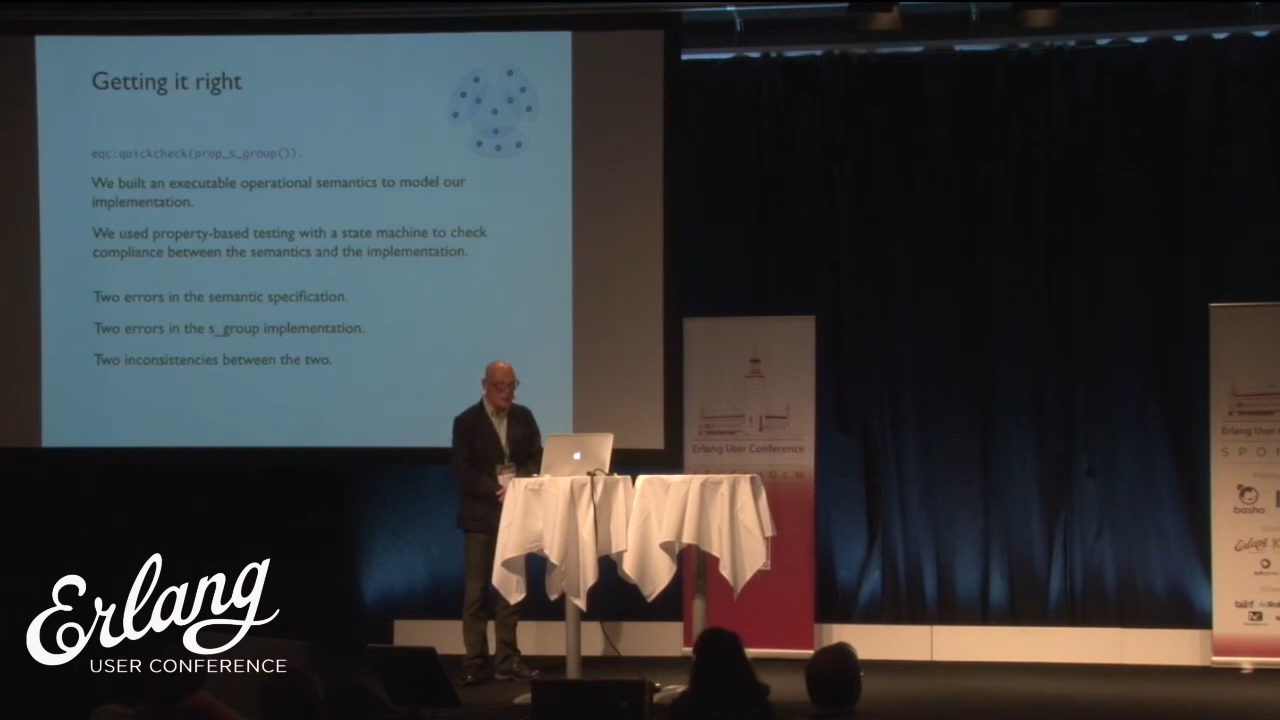 Getting it right
eqc:quickcheck(prop_s_group()).
We built an executable operational semantics to model our
implementation.
We used property-based testing with a state machine to check
compliance between the semantics and the implementation.
Two errors in the semantic specification.
Two errors in the s_group implementation.
Two inconsistencies between the two.
Erlang User Conference
Erlang User
SPON
basho
Erlang
Erlang
USER CONFERENCE